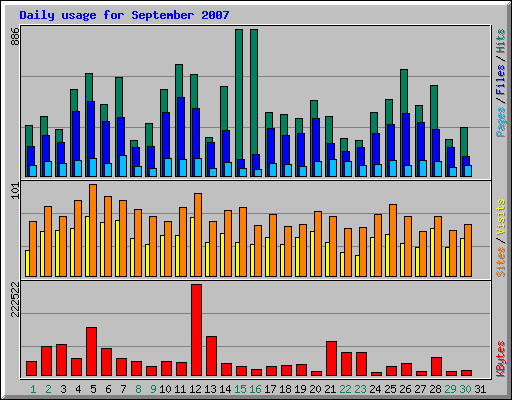 Daily usage for September 2007
886
Pages / Files / Hits
101
Sites / Visits
222522
KBytes
1 2 3 4 5 6 7 8 9 10 11 12 13 14 15 16 17 18 19 20 21 22 23 24 25 26 27 28 29 30 31